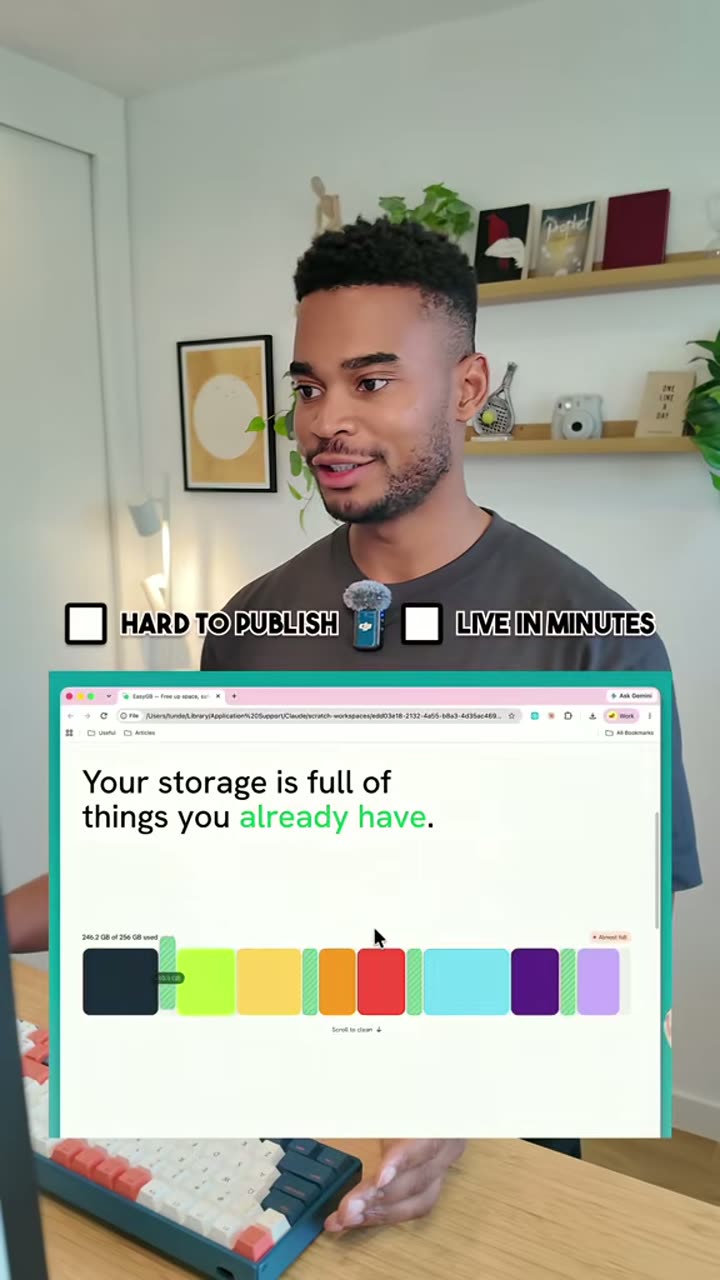 Prophet
ONE
LINE
A
DAY
HARD TO PUBLISH
LIVE IN MINUTES
EasyGB — Free up space, saf
Ask Gemini
File
/Users/tunde/Library/Application%20Support/Claude/scratch-workspaces/edd03e18-2132-4a55-b8a3-4d35ac469...
Work
Useful
Articles
All Bookmarks
Your storage is full of
things you already have.
246.2 GB of 256 GB used
Almost full
Scroll to clean ↓